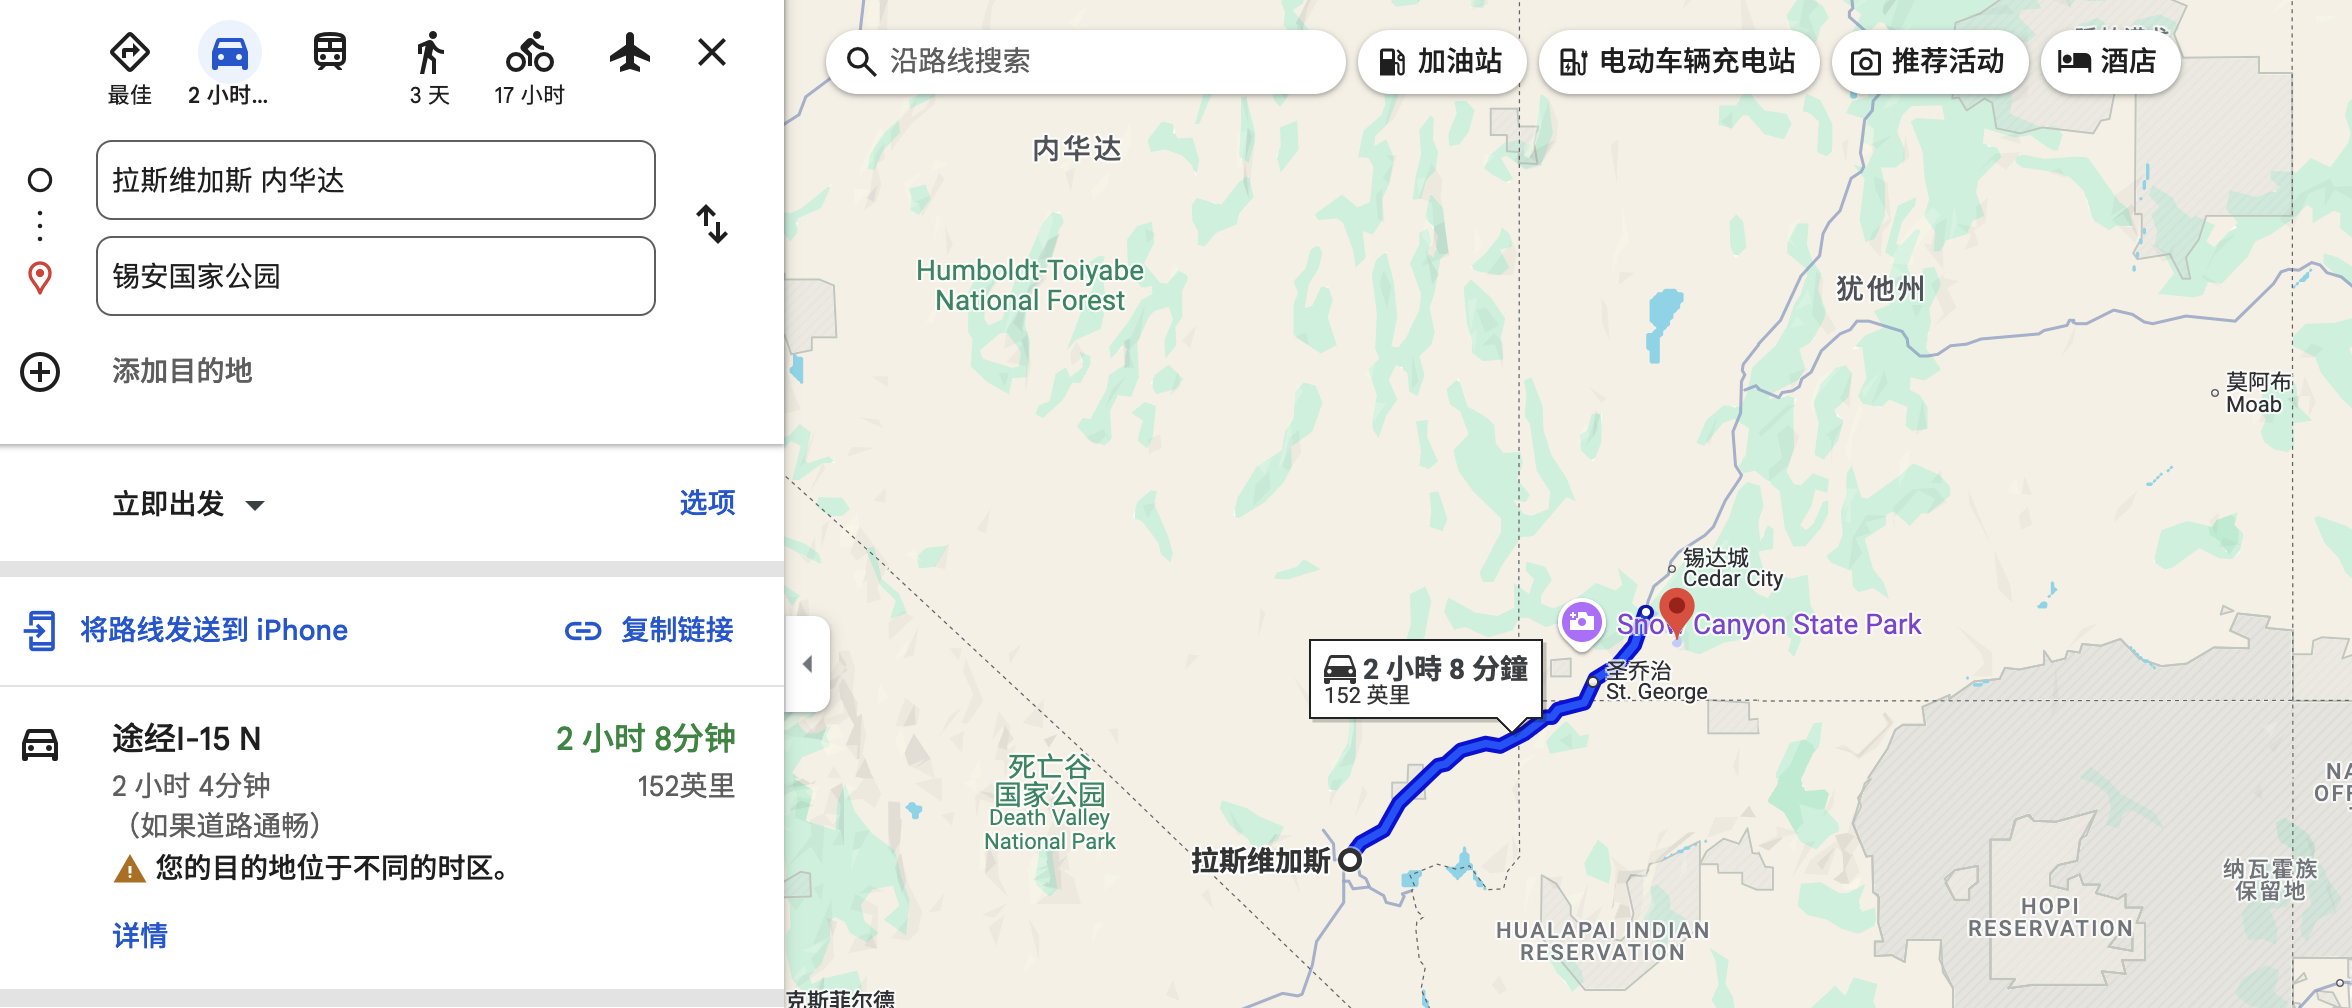 最佳
2 小时...
3 天
17 小时
拉斯维加斯 内华达
锡安国家公园
添加目的地
立即出发
选项
将路线发送到 iPhone
复制链接
途经I-15 N
2 小时 8分钟
2 小时 4分钟
152英里
（如果道路通畅）
您的目的地位于不同的时区。
详情
沿路线搜索
加油站
电动车辆充电站
推荐活动
酒店
内华达
Humboldt-Toiyabe
National Forest
犹他州
莫阿布
Moab
锡达城
Cedar City
Snow Canyon State Park
2 小時 8 分鐘
152 英里
圣乔治
St. George
死亡谷
国家公园
Death Valley
National Park
拉斯维加斯
HUALAPAI INDIAN
RESERVATION
HOPI
RESERVATION
纳瓦霍族
保留地
NA
OFF
克斯菲尔德